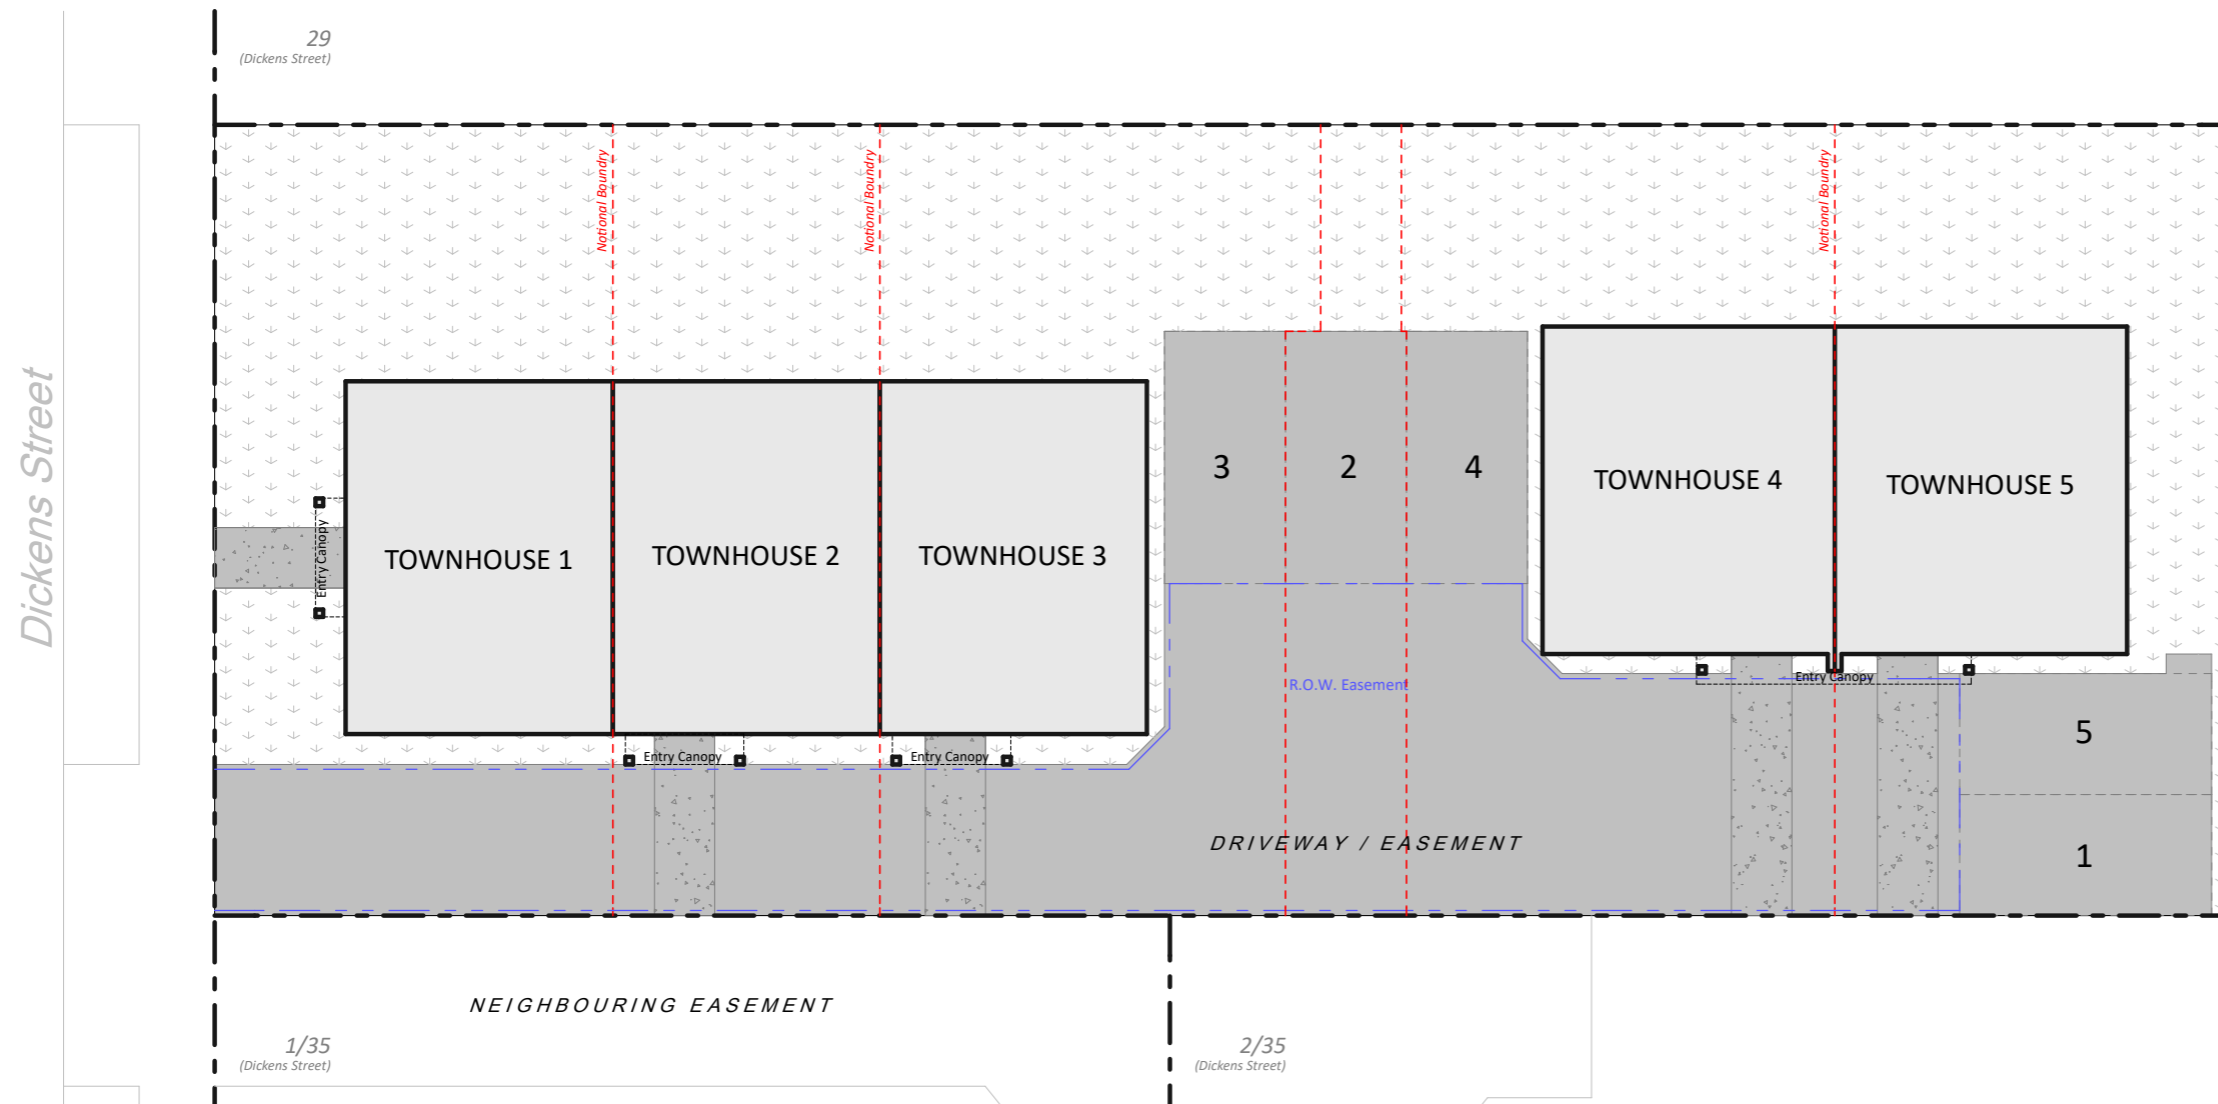 29
(Dickens Street)
Dickens Street
Notional Boundry
Notional Boundry
Notional Boundry
Entry Canopy
TOWNHOUSE 1
TOWNHOUSE 2
TOWNHOUSE 3
3
2
4
TOWNHOUSE 4
TOWNHOUSE 5
R.O.W. Easement
Entry Canopy
Entry Canopy
Entry Canopy
5
DRIVEWAY / EASEMENT
1
NEIGHBOURING EASEMENT
1/35
(Dickens Street)
2/35
(Dickens Street)